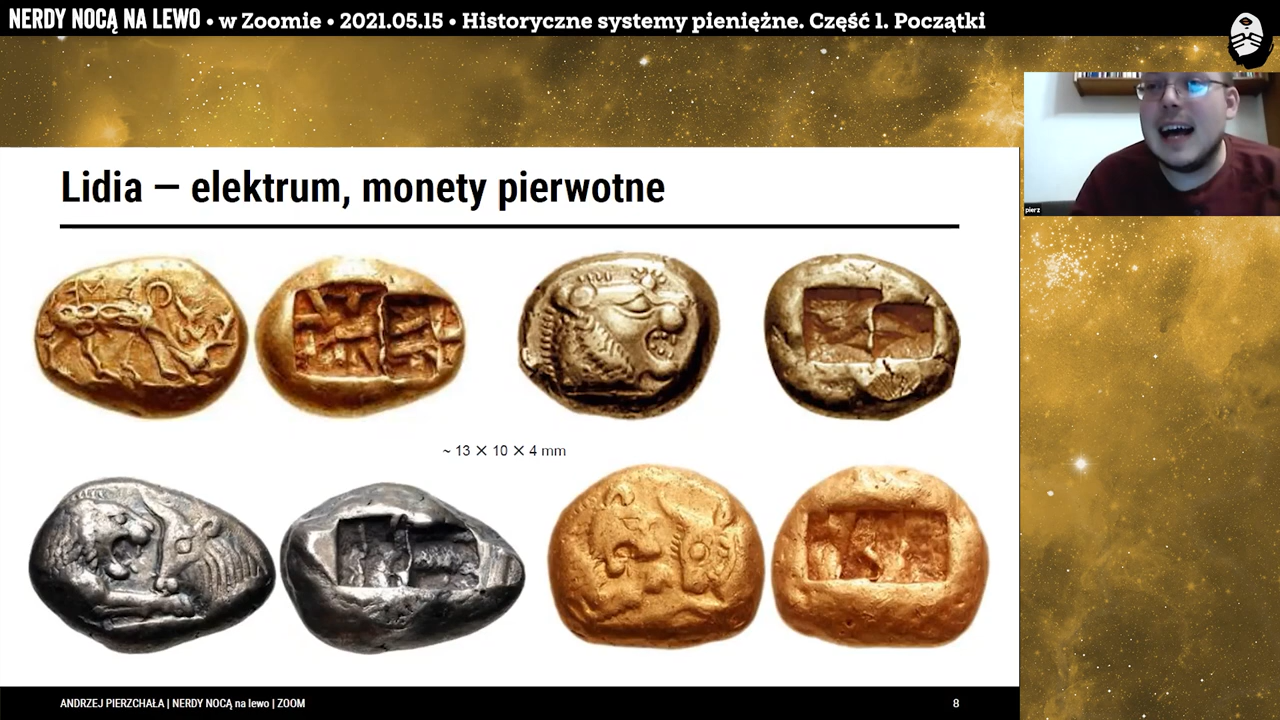 NERDY NOCĄ NA LEWO • w Zoomie • 2021.05.15 • Historyczne systemy pieniężne. Część 1. Początki
pierz
Lidia — elektrum, monety pierwotne
~ 13 × 10 × 4 mm
ANDRZEJ PIERZCHAŁA | NERDY NOCĄ na lewo | ZOOM 8